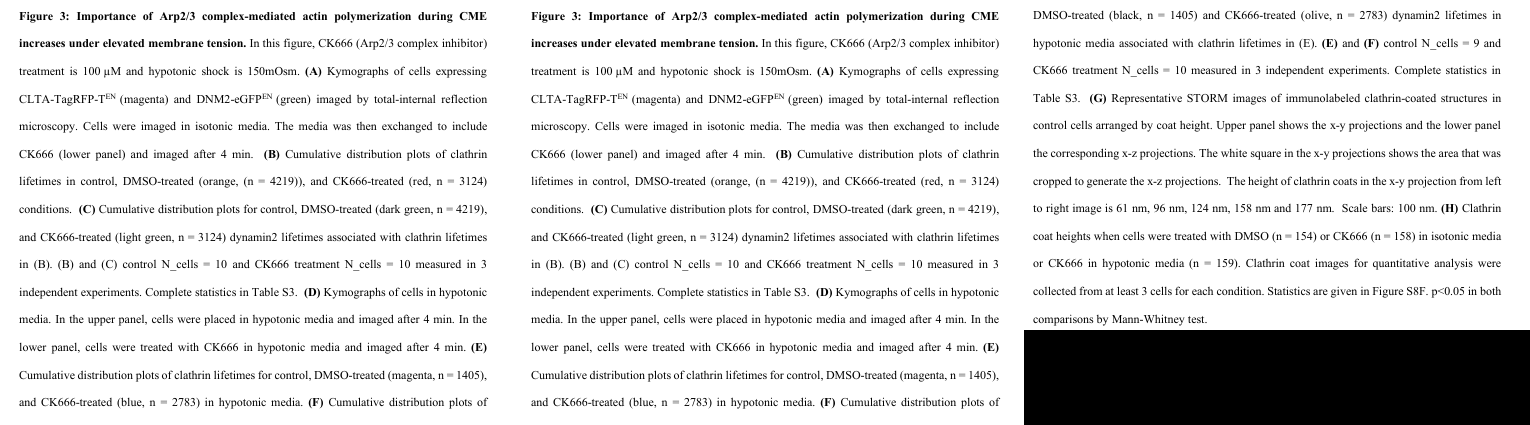 Figure 3: Importance of Arp2/3 complex-mediated actin polymerization during CME
increases under elevated membrane tension. In this figure, CK666 (Arp2/3 complex inhibitor)
treatment is 100 µM and hypotonic shock is 150mOsm. (A) Kymographs of cells expressing
CLTA-TagRFP-Tᴱᴺ (magenta) and DNM2-eGFPᴱᴺ (green) imaged by total-internal reflection
microscopy. Cells were imaged in isotonic media. The media was then exchanged to include
CK666 (lower panel) and imaged after 4 min. (B) Cumulative distribution plots of clathrin
lifetimes in control, DMSO-treated (orange, (n = 4219)), and CK666-treated (red, n = 3124)
conditions. (C) Cumulative distribution plots for control, DMSO-treated (dark green, n = 4219),
and CK666-treated (light green, n = 3124) dynamin2 lifetimes associated with clathrin lifetimes
in (B). (B) and (C) control N_cells = 10 and CK666 treatment N_cells = 10 measured in 3
independent experiments. Complete statistics in Table S3. (D) Kymographs of cells in hypotonic
media. In the upper panel, cells were placed in hypotonic media and imaged after 4 min. In the
lower panel, cells were treated with CK666 in hypotonic media and imaged after 4 min. (E)
Cumulative distribution plots of clathrin lifetimes for control, DMSO-treated (magenta, n = 1405),
and CK666-treated (blue, n = 2783) in hypotonic media. (F) Cumulative distribution plots of
Figure 3: Importance of Arp2/3 complex-mediated actin polymerization during CME
increases under elevated membrane tension. In this figure, CK666 (Arp2/3 complex inhibitor)
treatment is 100 µM and hypotonic shock is 150mOsm. (A) Kymographs of cells expressing
CLTA-TagRFP-Tᴱᴺ (magenta) and DNM2-eGFPᴱᴺ (green) imaged by total-internal reflection
microscopy. Cells were imaged in isotonic media. The media was then exchanged to include
CK666 (lower panel) and imaged after 4 min. (B) Cumulative distribution plots of clathrin
lifetimes in control, DMSO-treated (orange, (n = 4219)), and CK666-treated (red, n = 3124)
conditions. (C) Cumulative distribution plots for control, DMSO-treated (dark green, n = 4219),
and CK666-treated (light green, n = 3124) dynamin2 lifetimes associated with clathrin lifetimes
in (B). (B) and (C) control N_cells = 10 and CK666 treatment N_cells = 10 measured in 3
independent experiments. Complete statistics in Table S3. (D) Kymographs of cells in hypotonic
media. In the upper panel, cells were placed in hypotonic media and imaged after 4 min. In the
lower panel, cells were treated with CK666 in hypotonic media and imaged after 4 min. (E)
Cumulative distribution plots of clathrin lifetimes for control, DMSO-treated (magenta, n = 1405),
and CK666-treated (blue, n = 2783) in hypotonic media. (F) Cumulative distribution plots of
DMSO-treated (black, n = 1405) and CK666-treated (olive, n = 2783) dynamin2 lifetimes in
hypotonic media associated with clathrin lifetimes in (E). (E) and (F) control N_cells = 9 and
CK666 treatment N_cells = 10 measured in 3 independent experiments. Complete statistics in
Table S3. (G) Representative STORM images of immunolabeled clathrin-coated structures in
control cells arranged by coat height. Upper panel shows the x-y projections and the lower panel
the corresponding x-z projections. The white square in the x-y projections shows the area that was
cropped to generate the x-z projections. The height of clathrin coats in the x-y projection from left
to right image is 61 nm, 96 nm, 124 nm, 158 nm and 177 nm. Scale bars: 100 nm. (H) Clathrin
coat heights when cells were treated with DMSO (n = 154) or CK666 (n = 158) in isotonic media
or CK666 in hypotonic media (n = 159). Clathrin coat images for quantitative analysis were
collected from at least 3 cells for each condition. Statistics are given in Figure S8F. p<0.05 in both
comparisons by Mann-Whitney test.